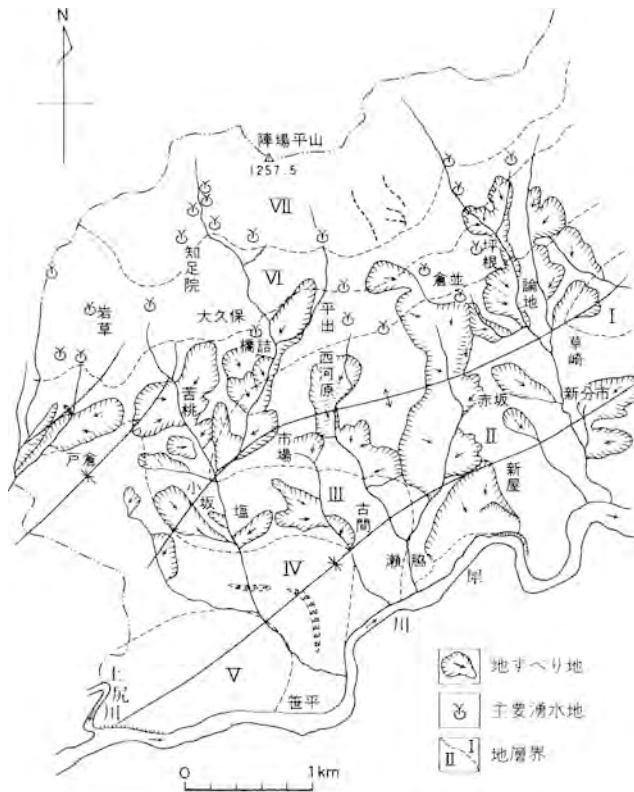 N
陣場平山
1257.5
VII
知足院
VI
坪根
倉並
論地
I
岩草
大久保
平出
橋詰
西河原
草崎
苦桃
赤坂
新分市
戸倉
市場
II
小坂
塩
III
古間
新屋
瀬脇
犀川
IV
V
土尻川
笹平
地すべり地
主要湧水地
I
II
地層界
0 1km